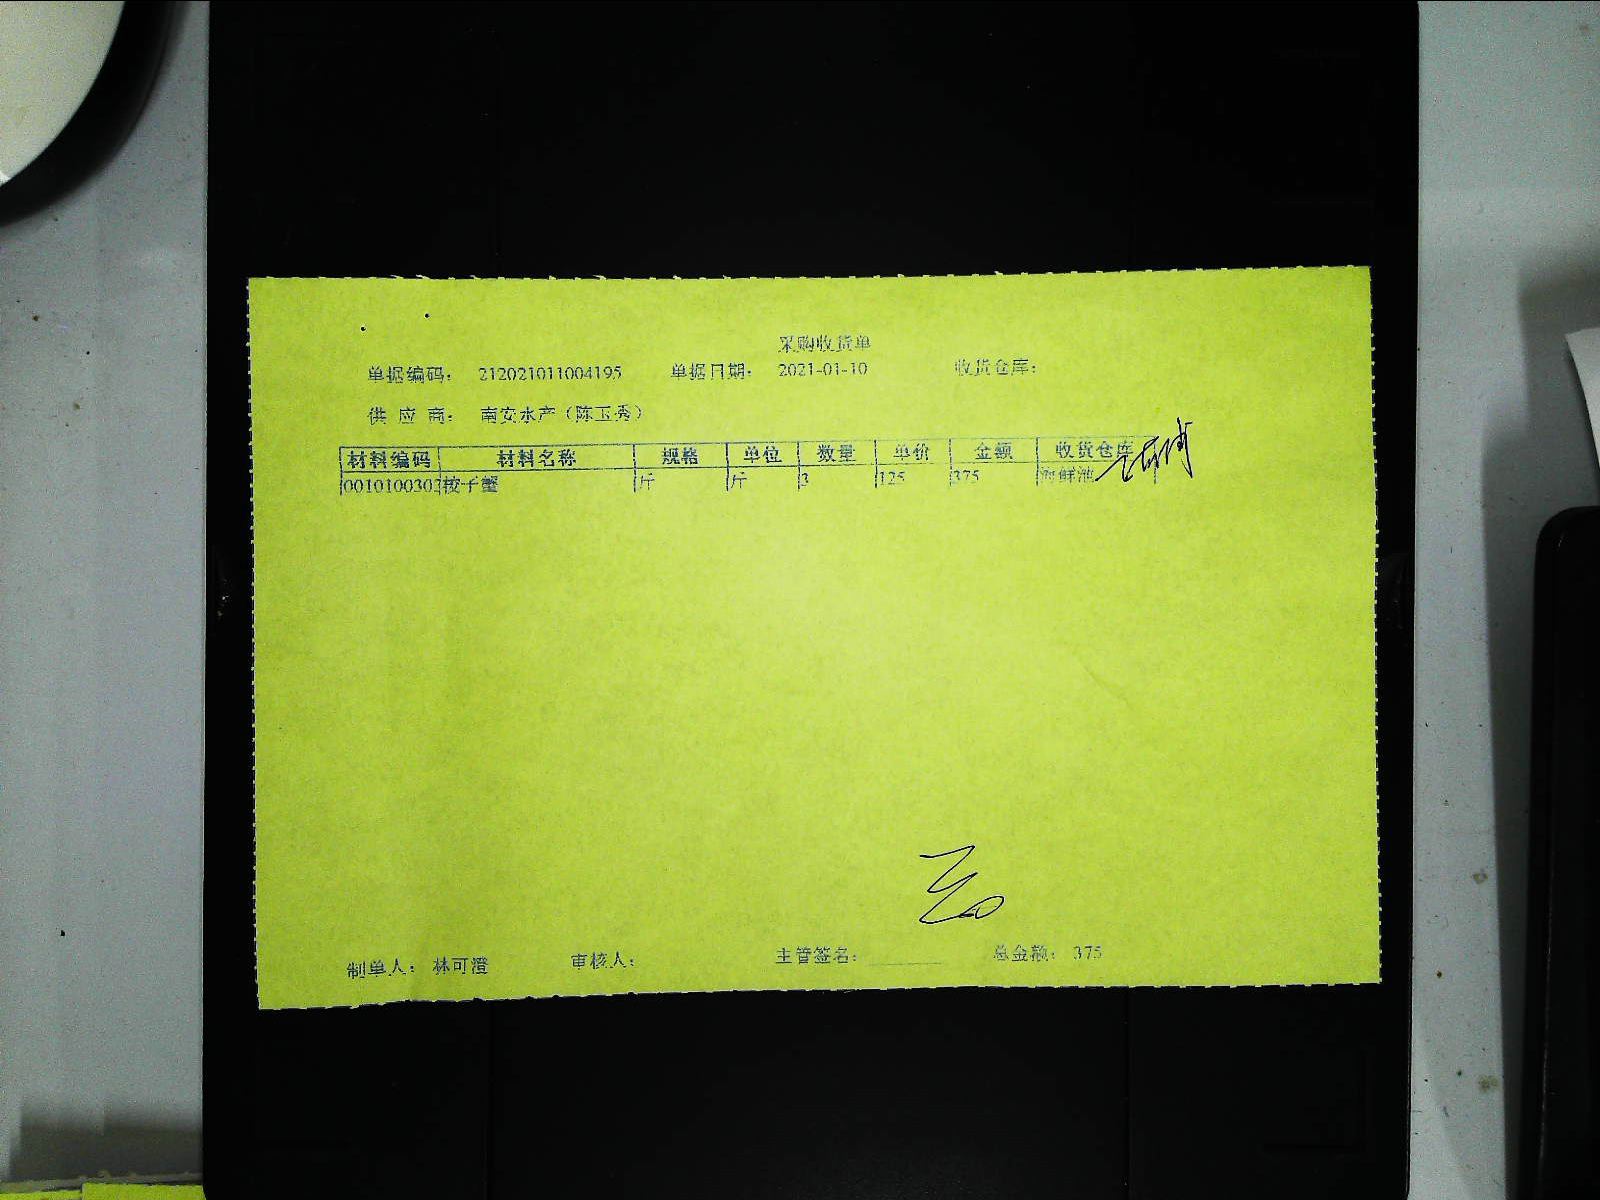 采购收货单
单据编码： 212021011004195 单据日期： 2021-01-10 收货仓库：
供 应 商： 南安水产（陈玉秀）
材料编码 材料名称 规格 单位 数量 单价 金额 收货仓库
0010100303 梭子蟹 斤 斤 3 125 375 海鲜池
制单人： 林可澄 审核人： 主管签名： 总金额： 375